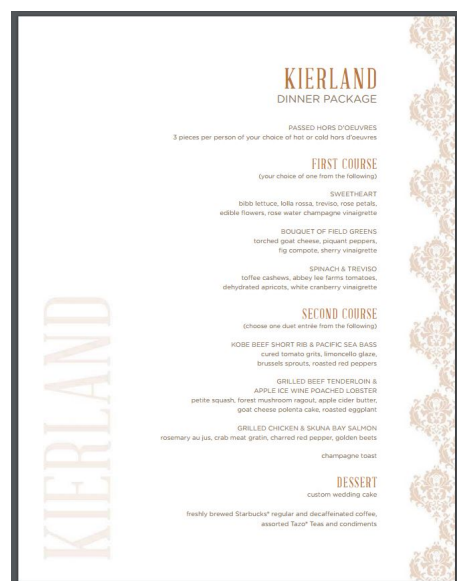 KIERLAND
DINNER PACKAGE
PASSED HORS D'OEUVRES
3 pieces per person of your choice of hot or cold hors d'oeuvres
FIRST COURSE
(your choice of one from the following)
SWEETHEART
bibb lettuce, lolla rossa, treviso, rose petals,
edible flowers, rose water champagne vinaigrette
BOUQUET OF FIELD GREENS
torched goat cheese, piquant peppers,
fig compote, sherry vinaigrette
SPINACH & TREVISO
toffee cashews, abbey lee farms tomatoes,
dehydrated apricots, white cranberry vinaigrette
SECOND COURSE
(choose one duet entrée from the following)
KOBE BEEF SHORT RIB & PACIFIC SEA BASS
cured tomato grits, limoncello glaze,
brussels sprouts, roasted red peppers
GRILLED BEEF TENDERLOIN &
APPLE ICE WINE POACHED LOBSTER
petite squash, forest mushroom ragout, apple cider butter,
goat cheese polenta cake, roasted eggplant
GRILLED CHICKEN & SKUNA BAY SALMON
rosemary au jus, crab meat gratin, charred red pepper, golden beets
champagne toast
DESSERT
custom wedding cake
freshly brewed Starbucks® regular and decaffeinated coffee,
assorted Tazo® Teas and condiments
KIERLAND